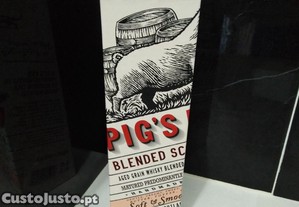 PIG'S
BLENDED SC
AGED GRAIN WHISKY BLENDED
MATURED PREDOMINANTLY
Soft & Smoo
CustoJusto.pt